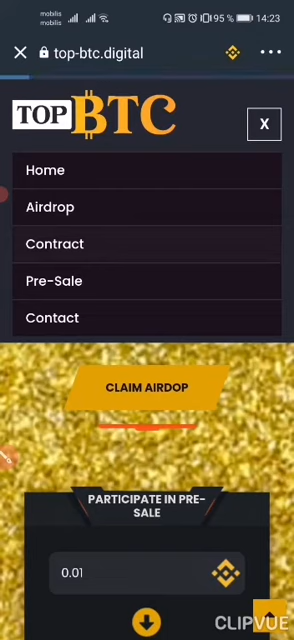 mobilis
mobilis
95 %
14:23
top-btc.digital
TOP BTC
X
Home
Airdrop
Contract
Pre-Sale
Contact
CLAIM AIRDOP
PARTICIPATE IN PRE-
SALE
0.01
CLIPVUE